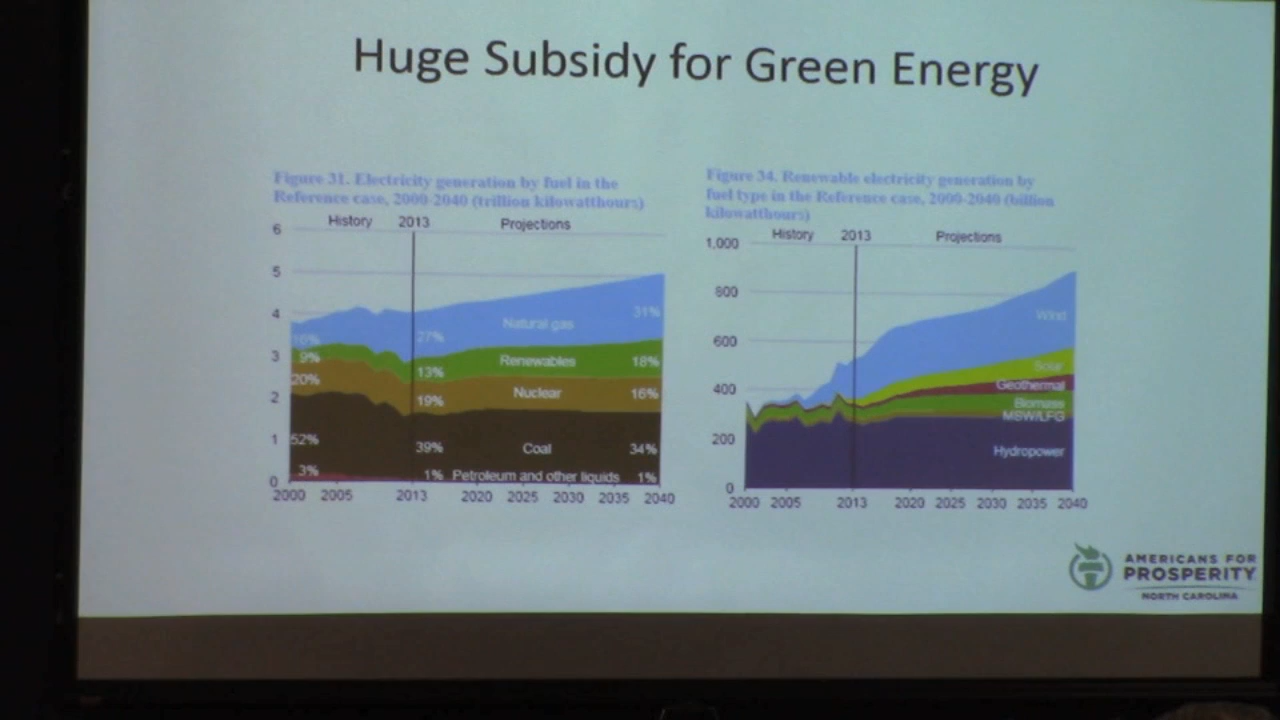 Huge Subsidy for Green Energy
Figure 31. Electricity generation by fuel in the
Reference case, 2000-2040 (trillion kilowatthours)
History 2013 Projections
6
5
4
3
2
1
0
Natural gas
Renewables
Nuclear
Coal
Petroleum and other liquids
16%
9%
20%
52%
3%
27%
13%
19%
39%
1%
31%
18%
16%
34%
1%
2000 2005 2013 2020 2025 2030 2035 2040
Figure 34. Renewable electricity generation by
fuel type in the Reference case, 2000-2040 (billion
kilowatthours)
History 2013 Projections
1,000
800
600
400
200
0
Wind
Solar
Geothermal
Biomass
MSW/LFG
Hydropower
2000 2005 2013 2020 2025 2030 2035 2040
AMERICANS FOR
PROSPERITY
NORTH CAROLINA